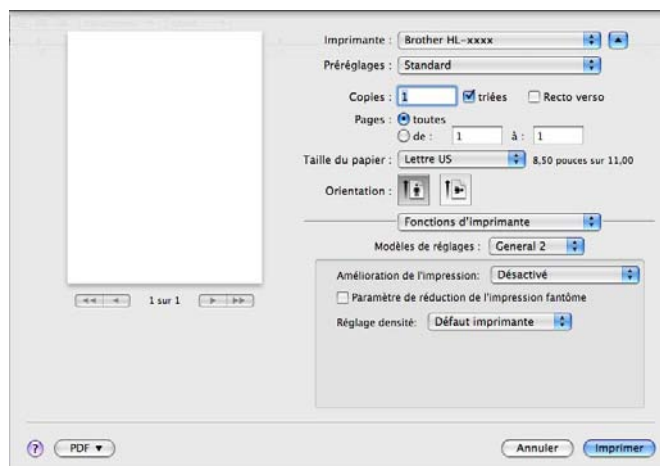 Imprimante : Brother HL-xxxx
Préréglages : Standard
Copies : 1 triées Recto verso
Pages : toutes
de : 1 à : 1
Taille du papier : Lettre US 8,50 pouces sur 11,00
Orientation :
Fonctions d'imprimante
Modèles de réglages : General 2
Amélioration de l'impression: Désactivé
Paramètre de réduction de l'impression fantôme
Réglage densité: Défaut imprimante
1 sur 1
? PDF ▼ Annuler Imprimer